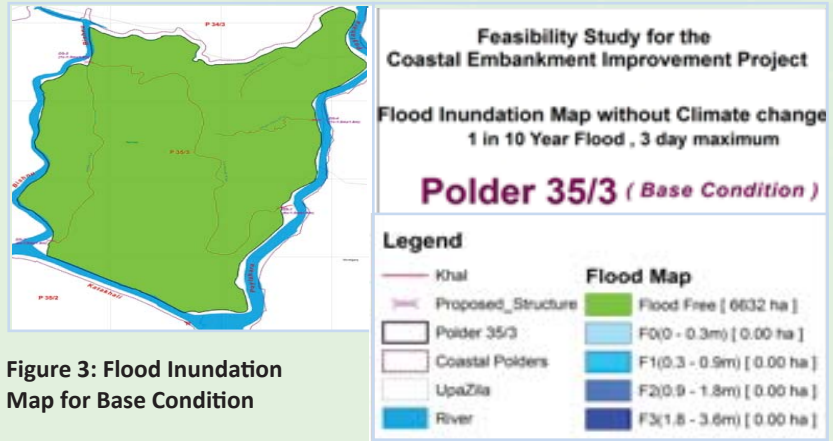 P 34/3
P 35/3
Bishnu
P 35/2
Feasibility Study for the
Coastal Embankment Improvement Project
Flood Inundation Map without Climate change
1 in 10 Year Flood , 3 day maximum
Polder 35/3 ( Base Condition )
Legend
Khal
Proposed_Structure
Polder 35/3
Coastal Polders
UpaZila
River
Flood Map
Flood Free [ 6632 ha ]
F0(0 - 0.3m) [ 0.00 ha ]
F1(0.3 - 0.9m) [ 0.00 ha ]
F2(0.9 - 1.8m) [ 0.00 ha ]
F3(1.8 - 3.6m) [ 0.00 ha ]
Figure 3: Flood Inundation
Map for Base Condition